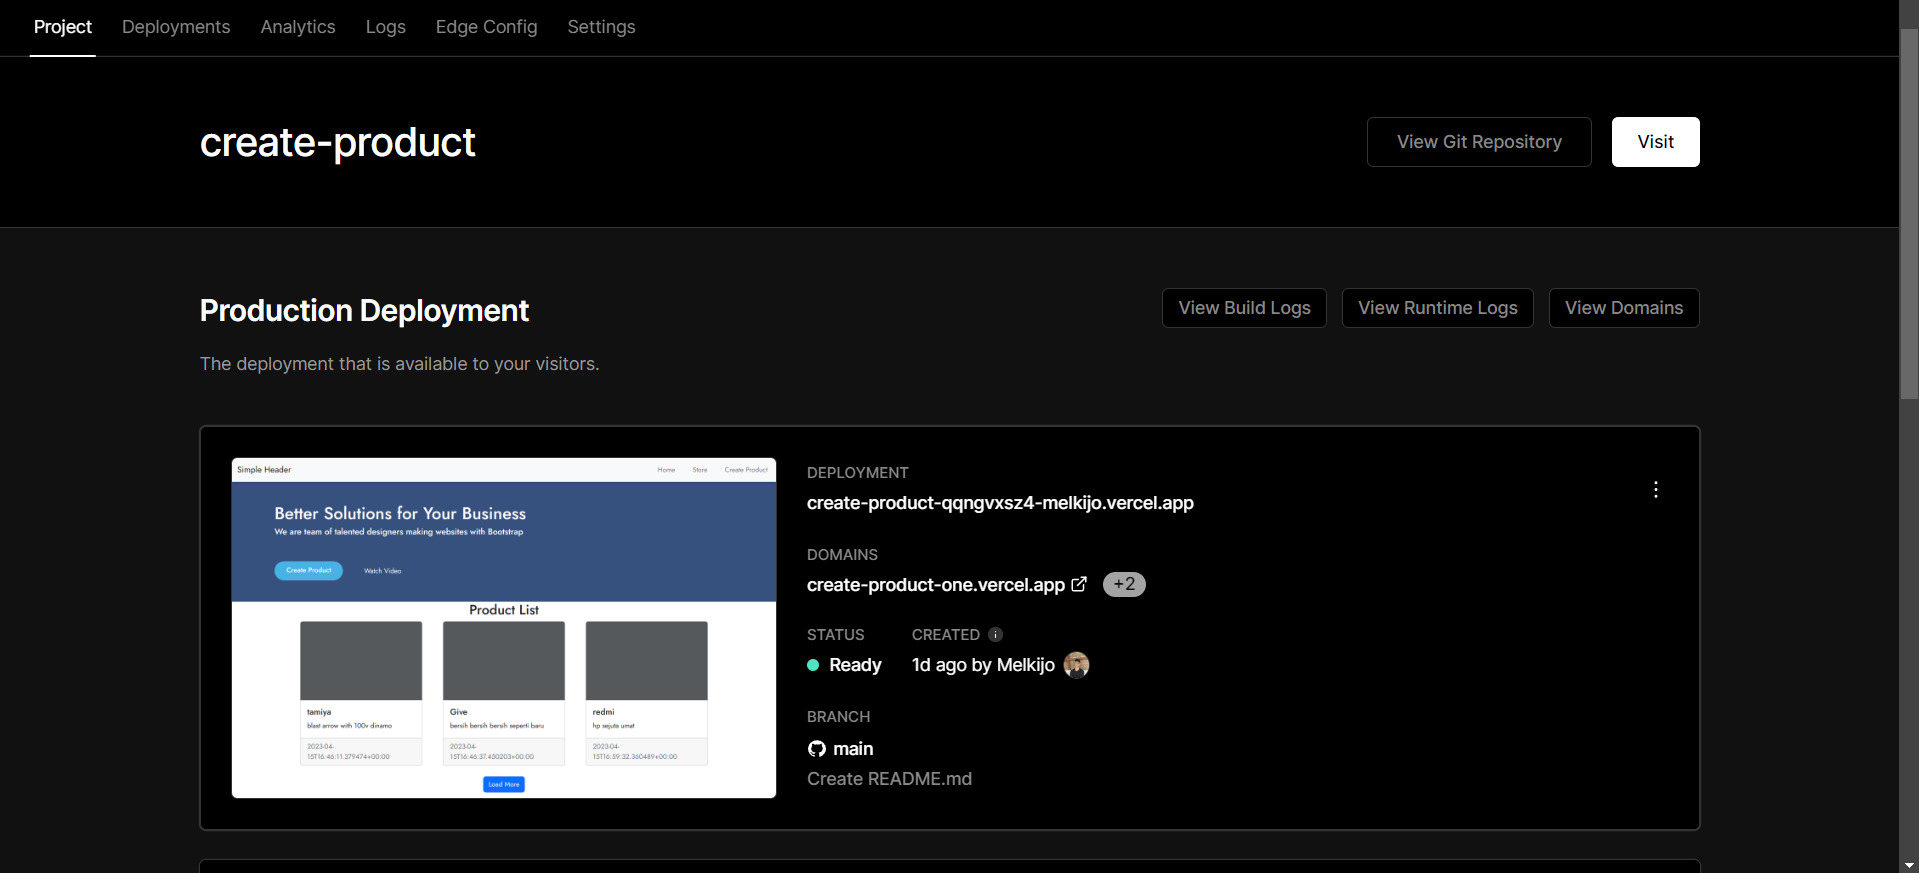 Project Deployments Analytics Logs Edge Config Settings
create-product
View Git Repository
Visit
Production Deployment
View Build Logs
View Runtime Logs
View Domains
The deployment that is available to your visitors.
Simple Header
Home Store Create Product
Better Solutions for Your Business
We are team of talented designers making websites with Bootstrap
Create Product
Watch Video
Product List
tamiya
blast arrow with 100v dinamo
2023-04-
15T16:46:11.379474+00:00
Give
bersih bersih bersih seperti baru
2023-04-
15T16:46:37.450203+00:00
redmi
hp sejuta umat
2023-04-
15T16:59:32.360489+00:00
Load More
DEPLOYMENT
create-product-qqngvxsz4-melkijo.vercel.app
DOMAINS
create-product-one.vercel.app +2
STATUS
Ready
CREATED
1d ago by Melkijo
BRANCH
main
Create README.md